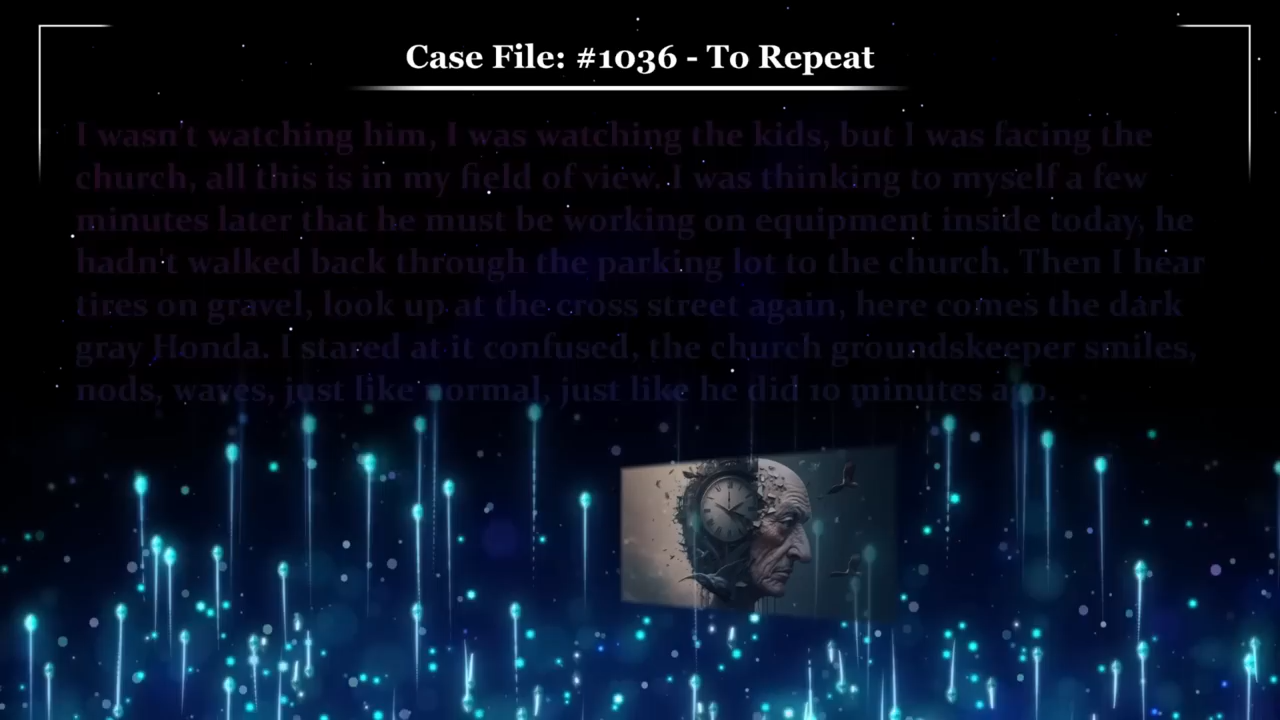 Case File: #1036 - To Repeat
I wasn't watching him, I was watching the kids, but I was facing the
church, all this is in my field of view. I was thinking to myself a few
minutes later that he must be working on equipment inside today, he
hadn't walked back through the parking lot to the church. Then I hear
tires on gravel, look up at the cross street again, here comes the dark
gray Honda. I stared at it confused, the church groundskeeper smiles,
nods, waves, just like normal, just like he did 10 minutes ago.